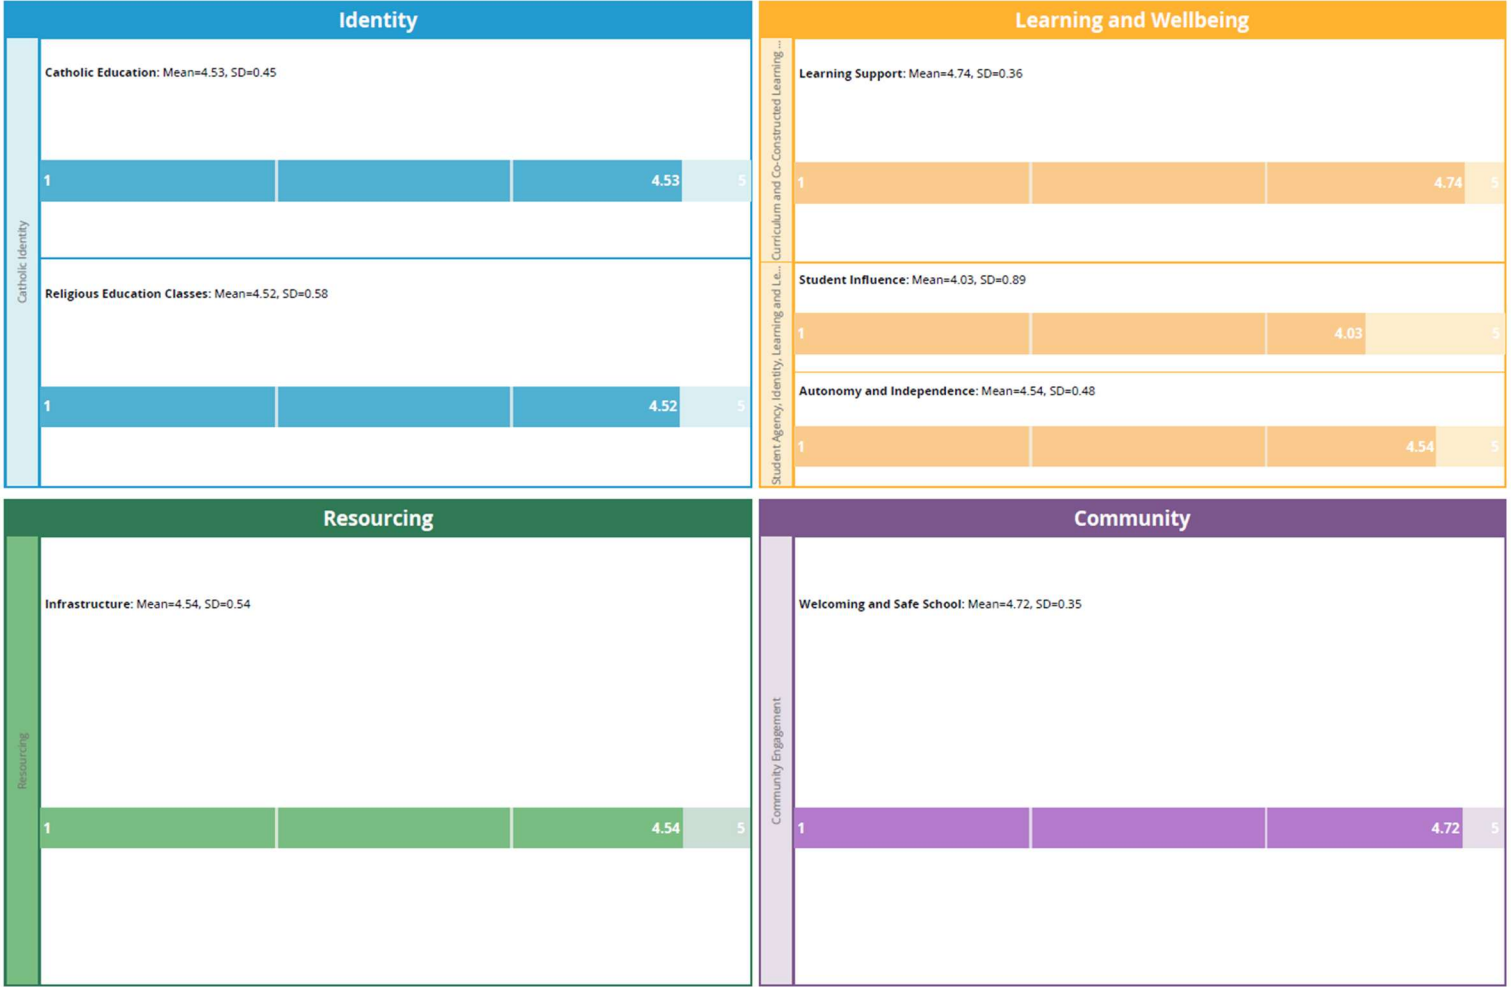 Identity
Catholic Identity
Catholic Education: Mean=4.53, SD=0.45
1 4.53 5
Religious Education Classes: Mean=4.52, SD=0.58
1 4.52 5
Learning and Wellbeing
Curriculum and Co-Constructed Learning ...
Learning Support: Mean=4.74, SD=0.36
1 4.74 5
Student Agency, Identity, Learning and Le...
Student Influence: Mean=4.03, SD=0.89
1 4.03 5
Autonomy and Independence: Mean=4.54, SD=0.48
1 4.54 5
Resourcing
Resourcing
Infrastructure: Mean=4.54, SD=0.54
1 4.54 5
Community
Community Engagement
Welcoming and Safe School: Mean=4.72, SD=0.35
1 4.72 5